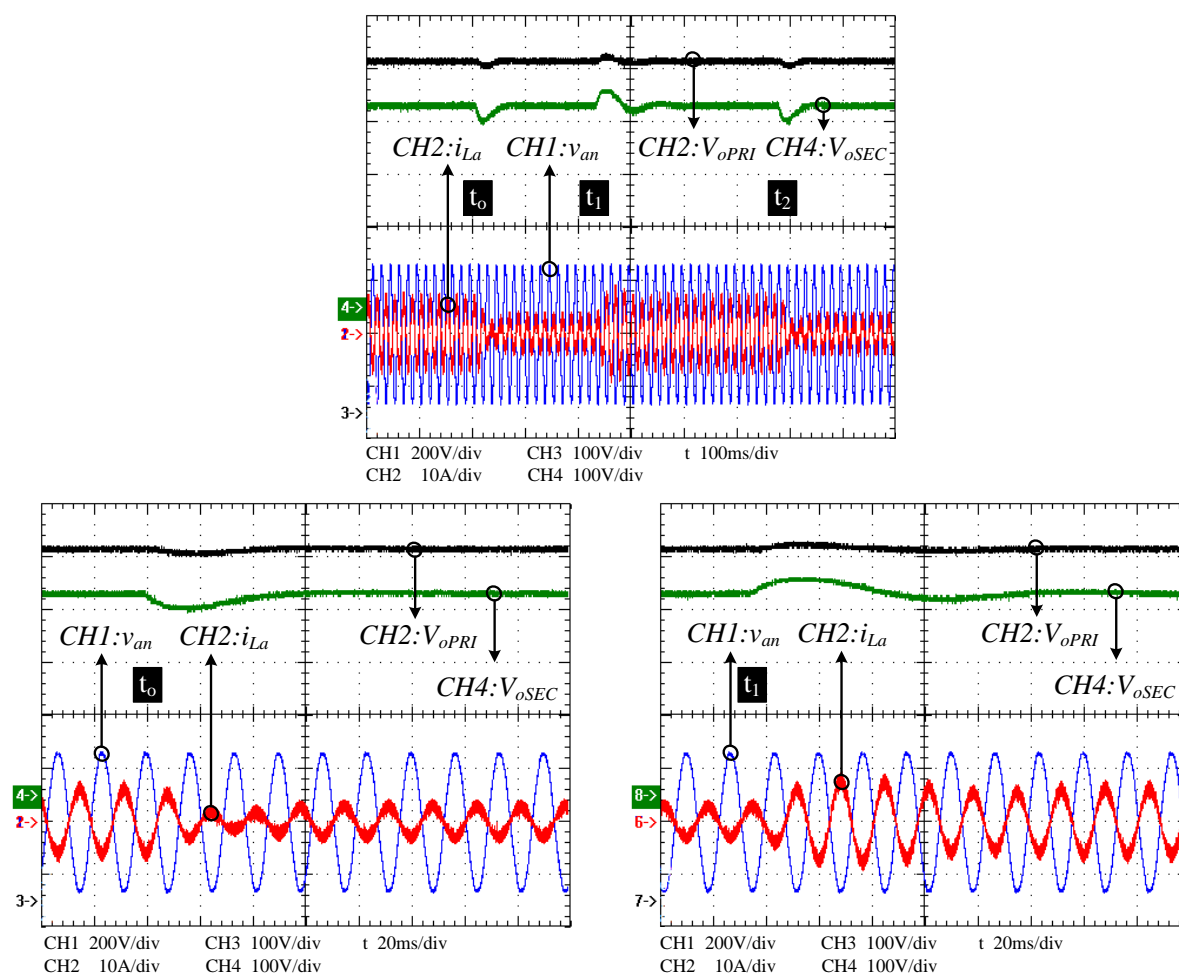 CH2:iLa CH1:van CH2:VoPRI CH4:VoSEC
to t1 t2
4->
1->
3->
CH1 200V/div CH3 100V/div t 100ms/div
CH2 10A/div CH4 100V/div
CH1:van CH2:iLa CH2:VoPRI
to CH4:VoSEC
4->
1->
3->
CH1 200V/div CH3 100V/div t 20ms/div
CH2 10A/div CH4 100V/div
CH1:van CH2:iLa CH2:VoPRI
t1 CH4:VoSEC
8->
7->
CH1 200V/div CH3 100V/div t 20ms/div
CH2 10A/div CH4 100V/div